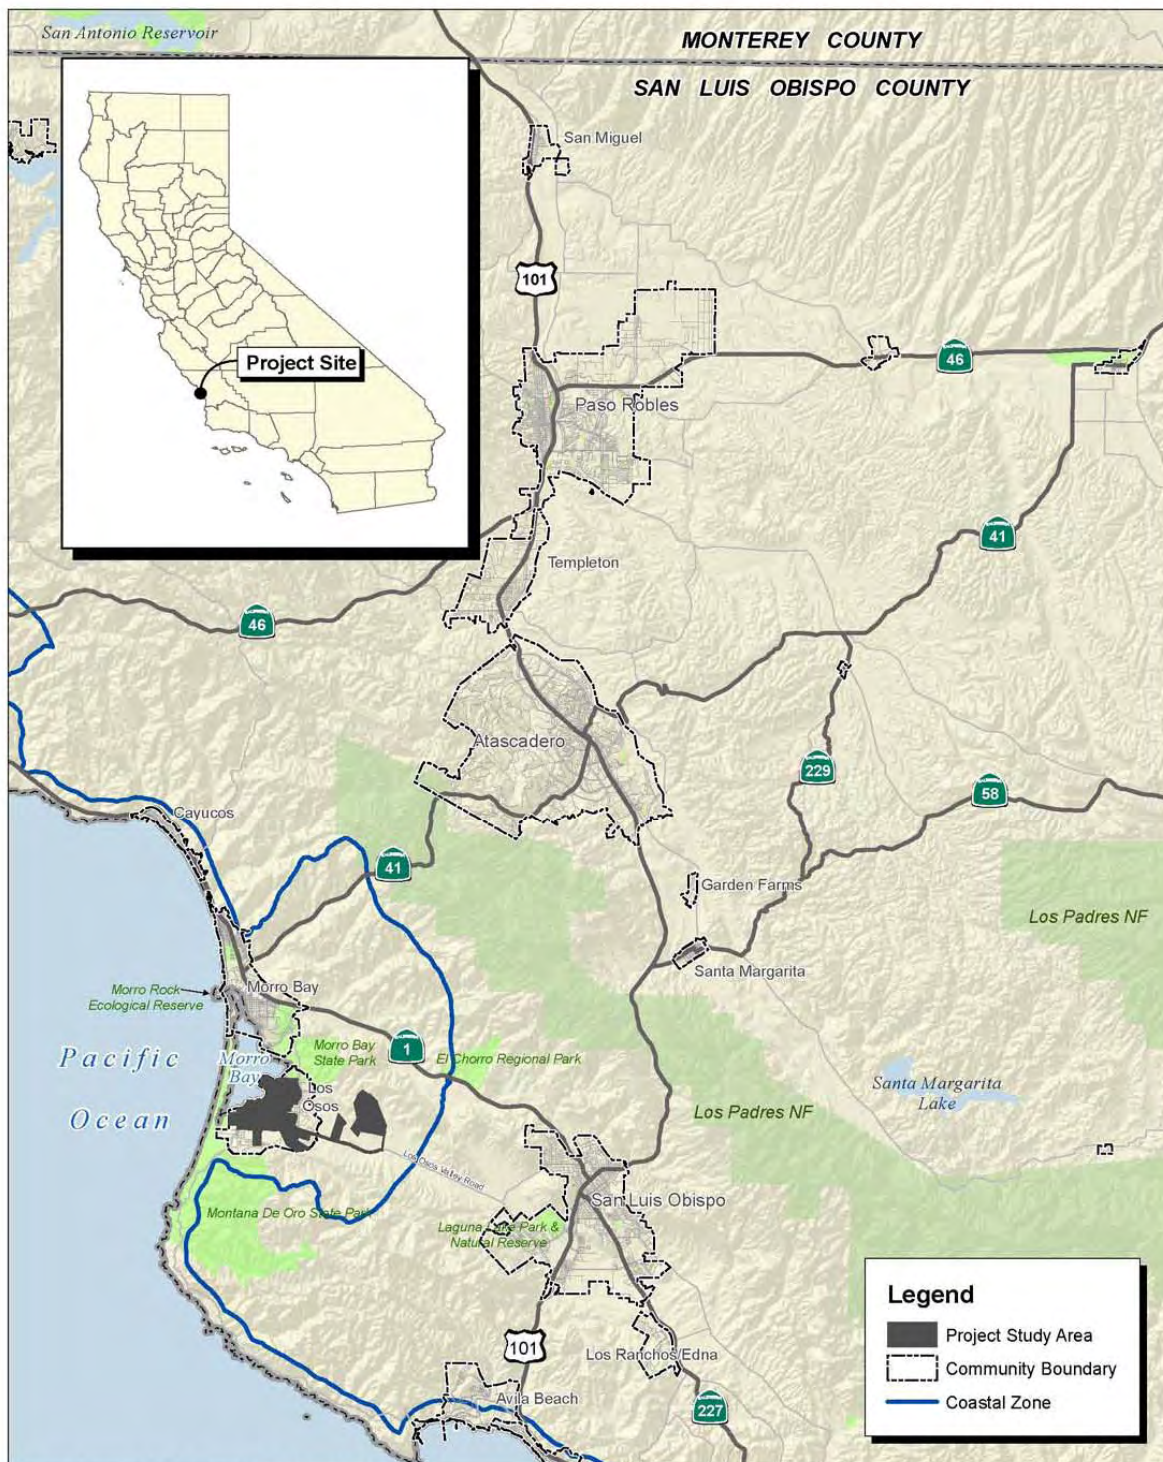 San Antonio Reservoir
MONTEREY COUNTY
SAN LUIS OBISPO COUNTY
San Miguel
101
Project Site
46
Paso Robles
41
Templeton
46
Atascadero
229
58
Cayucos
41
Garden Farms
Los Padres NF
Santa Margarita
Morro Rock
Ecological Reserve
Morro Bay
1
Morro Bay
State Park
El Chorro Regional Park
Pacific
Ocean
Morro
Bay
Los
Osos
Santa Margarita
Lake
Los Padres NF
Los Osos Valley Road
San Luis Obispo
Montana De Oro State Park
Laguna Lake Park &
Natural Reserve
101
Los Ranchos/Edna
Avila Beach
227
Legend
Project Study Area
Community Boundary
Coastal Zone